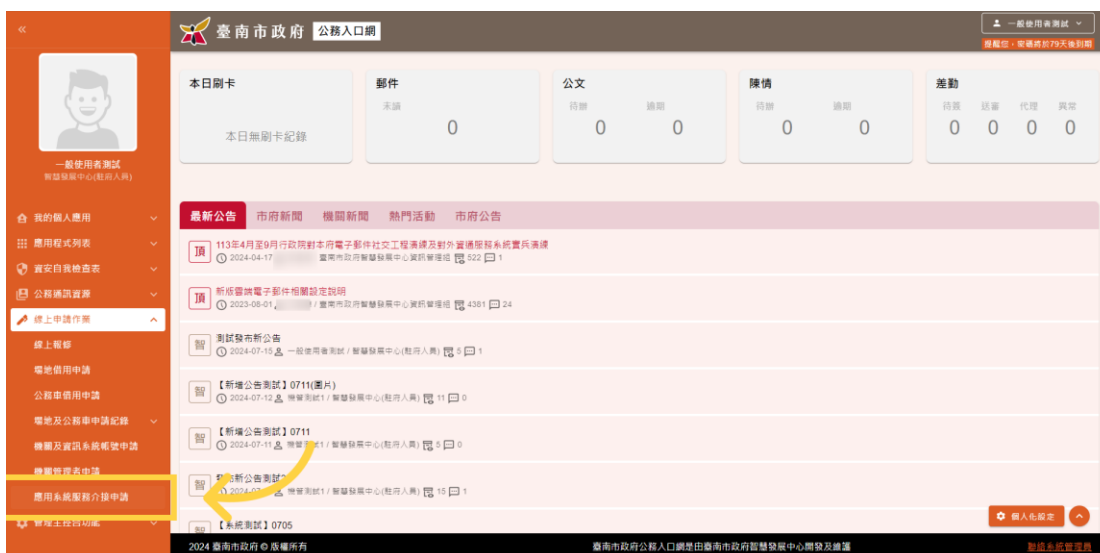 臺南市政府 公務入口網
一般使用者測試
提醒您,密碼將於79天後到期
一般使用者測試
智慧發展中心(駐府人員)
我的個人應用
應用程式列表
資安自我檢查表
公務通訊資源
線上申請作業
線上報修
場地借用申請
公務車借用申請
場地及公務車申請紀錄
機關及資訊系統帳號申請
機關管理者申請
應用系統服務介接申請
管理主控台功能
本日刷卡
本日無刷卡紀錄
郵件
未讀
0
公文
待辦 逾期
0 0
陳情
待辦 逾期
0 0
差勤
待簽 送審 代理 異常
0 0 0 0
最新公告 市府新聞 機關新聞 熱門活動 市府公告
頂 113年4月至9月行政院對本府電子郵件社交工程演練及對外資通服務系統實兵演練
2024-04-17 臺南市政府智慧發展中心資訊管理組 522 1
頂 新版雲端電子郵件相關設定說明
2023-08-01 / 臺南市政府智慧發展中心資訊管理組 4381 24
智 測試發布新公告
2024-07-15 一般使用者測試 / 智慧發展中心(駐府人員) 5 1
智 【新增公告測試】0711(圖片)
2024-07-12 機管測試1 / 智慧發展中心(駐府人員) 11 0
智 【新增公告測試】0711
2024-07-11 機管測試1 / 智慧發展中心(駐府人員) 5 0
智 新公告測試
機管測試1 / 智慧發展中心(駐府人員) 15 1
智 【系統測試】0705
個人化設定
2024 臺南市政府 © 版權所有
臺南市政府公務入口網是由臺南市政府智慧發展中心開發及維護
聯絡系統管理員